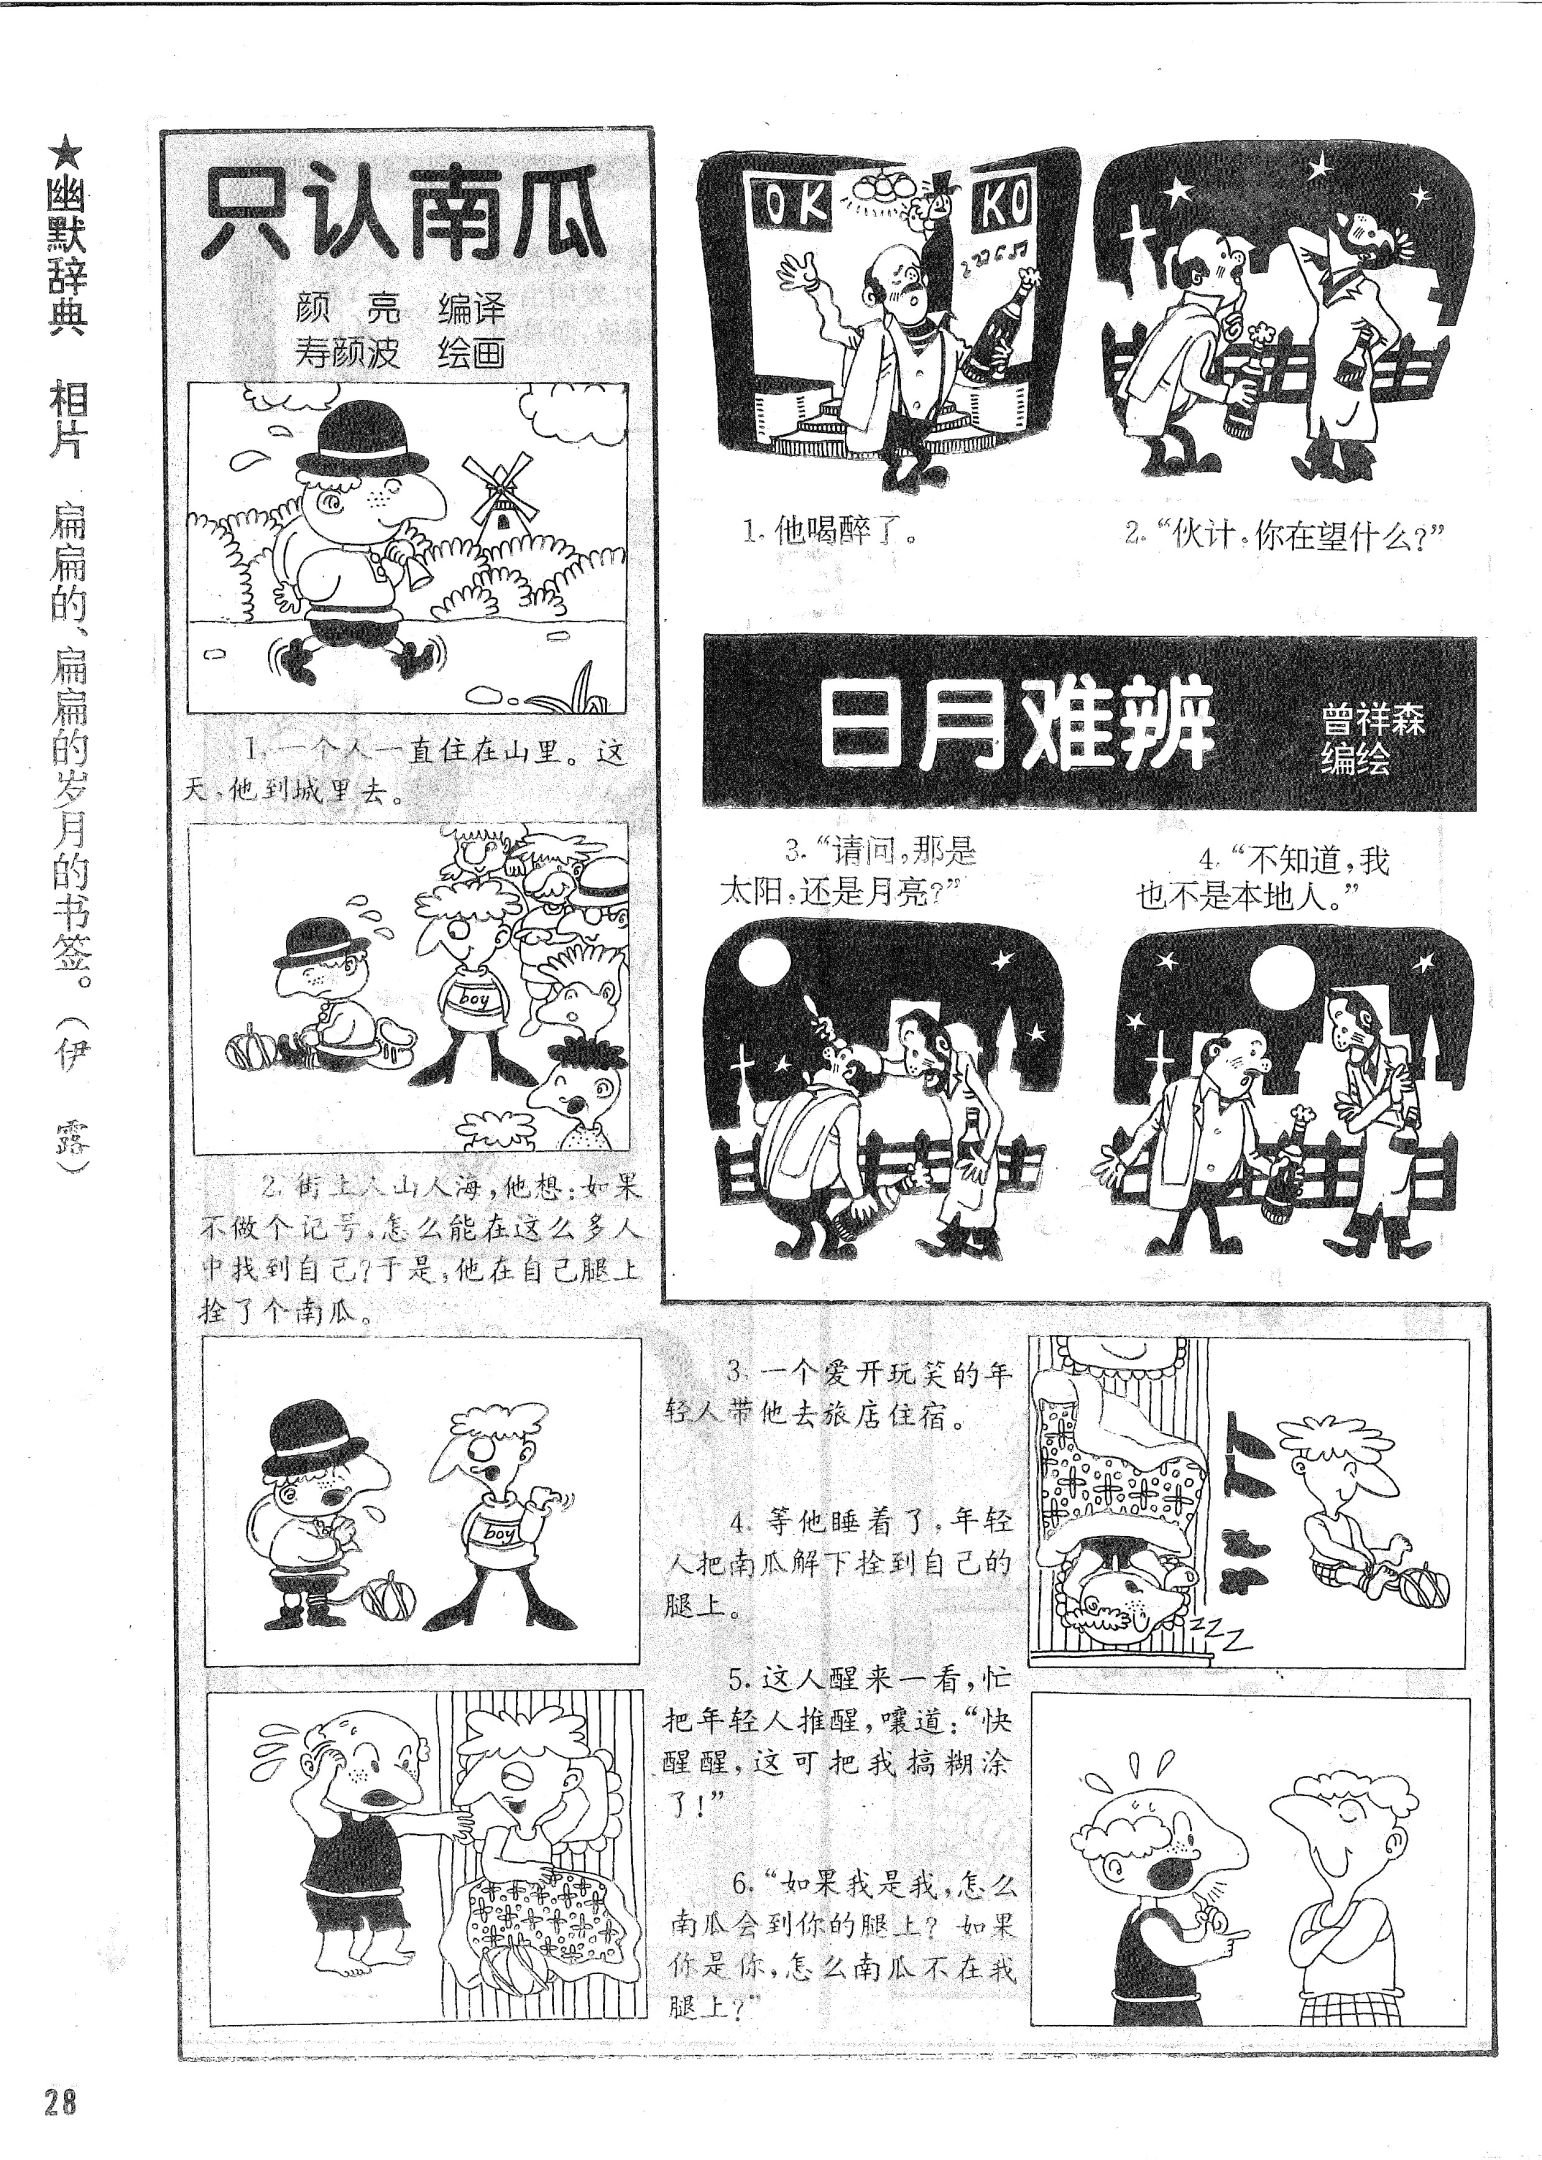 ★幽默辞典 相片 扁扁的、扁扁的岁月的书签。（伊 露）
只认南瓜
颜 亮 编译
寿颜波 绘画
1. 一个人一直住在山里。这
天，他到城里去。
boy
2. 街上人山人海，他想：如果
不做个记号，怎么能在这么多人
中找到自己？于是，他在自己腿上
拴了个南瓜。
boy
3. 一个爱开玩笑的年
轻人带他去旅店住宿。
4. 等他睡着了，年轻
人把南瓜解下拴到自己的
腿上。
ZZZ
5. 这人醒来一看，忙
把年轻人推醒，嚷道：“快
醒醒，这可把我搞糊涂
了！”
6. “如果我是我，怎么
南瓜会到你的腿上？如果
你是你，怎么南瓜不在我
腿上？”
OK
KO
1. 他喝醉了。
2. “伙计，你在望什么？”
日月难辨
曾祥森
编绘
3. “请问，那是
太阳，还是月亮？”
4. “不知道，我
也不是本地人。”
28